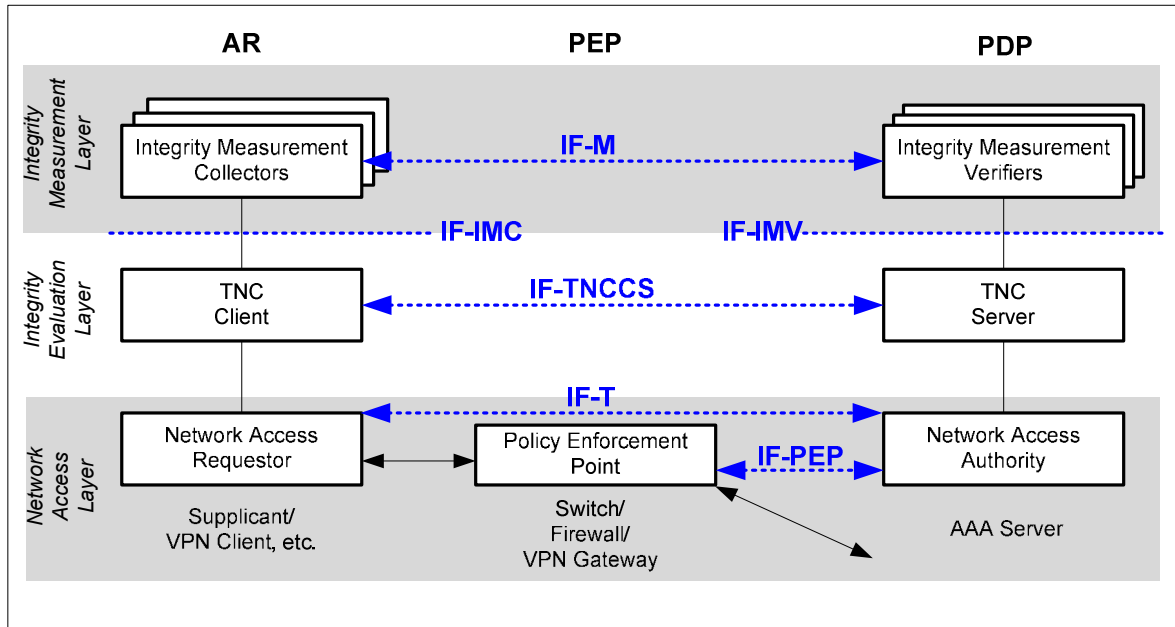 AR
PEP
PDP
Integrity
Measurement
Layer
Integrity Measurement
Collectors
IF-M
Integrity Measurement
Verifiers
IF-IMC
IF-IMV
Integrity
Evaluation
Layer
TNC
Client
IF-TNCCS
TNC
Server
Network
Access
Layer
IF-T
Network Access
Requestor
Policy Enforcement
Point
IF-PEP
Network Access
Authority
Supplicant/
VPN Client, etc.
Switch/
Firewall/
VPN Gateway
AAA Server